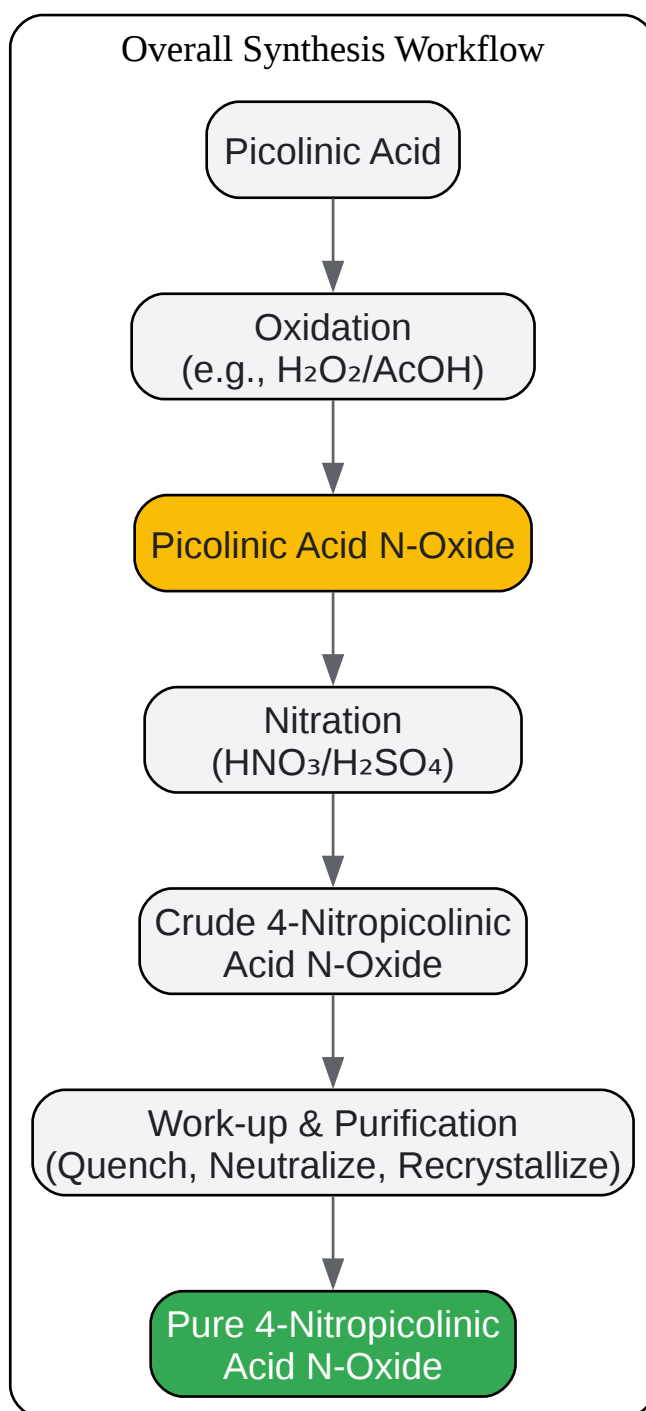 Overall Synthesis Workflow
Picolinic Acid
Oxidation
(e.g., H₂O₂/AcOH)
Picolinic Acid N-Oxide
Nitration
(HNO₃/H₂SO₄)
Crude 4-Nitropicolinic
Acid N-Oxide
Work-up & Purification
(Quench, Neutralize, Recrystallize)
Pure 4-Nitropicolinic
Acid N-Oxide